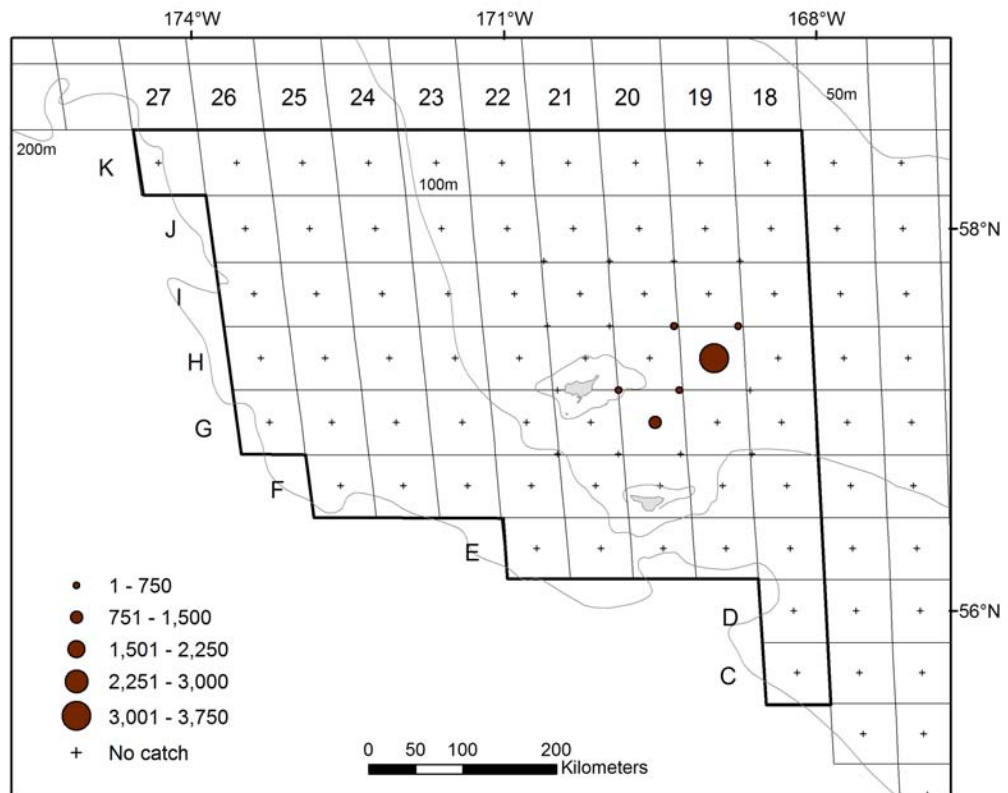 174°W 171°W 168°W
27 26 25 24 23 22 21 20 19 18
50m
200m
K
100m
J
58°N
I
H
G
F
E
1 - 750
D
56°N
751 - 1,500
1,501 - 2,250
C
2,251 - 3,000
3,001 - 3,750
No catch
0 50 100 200
Kilometers